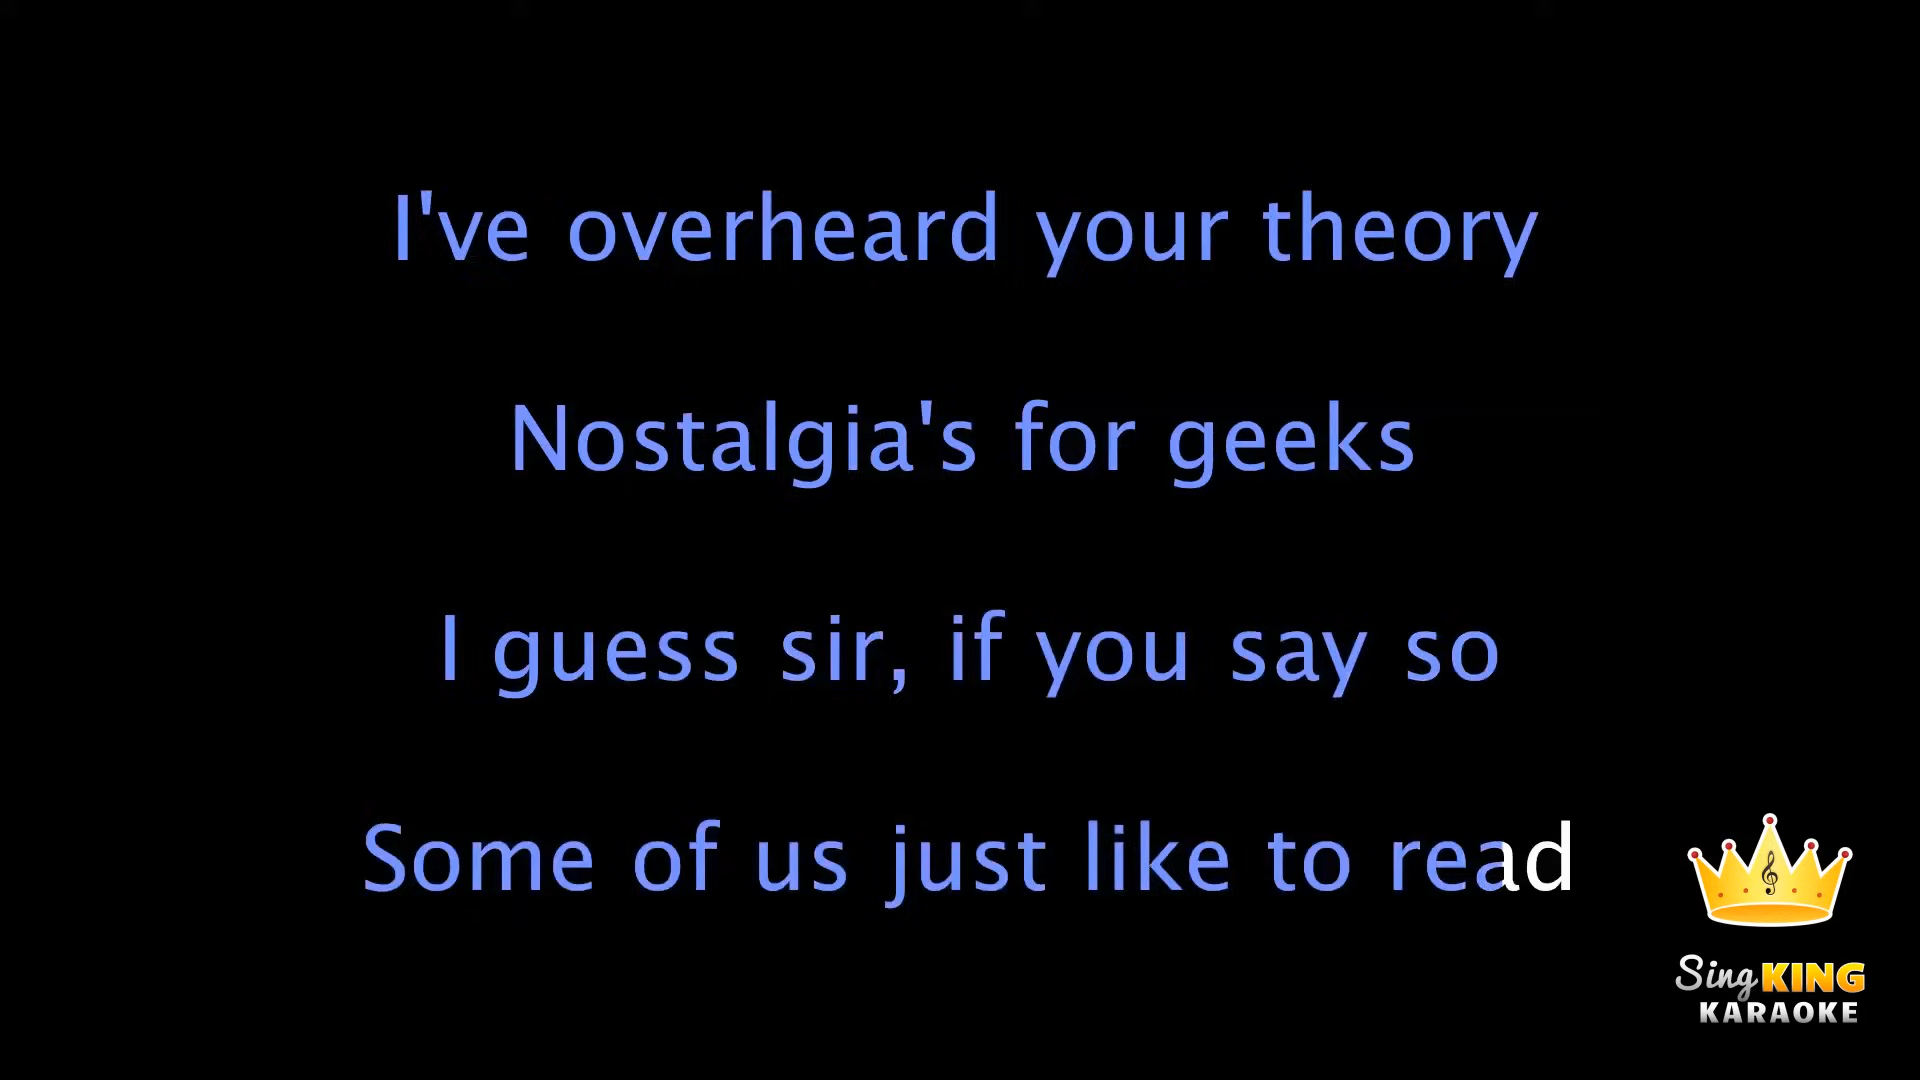 I've overheard your theory
Nostalgia's for geeks
I guess sir, if you say so
Some of us just like to read
Sing KING
KARAOKE